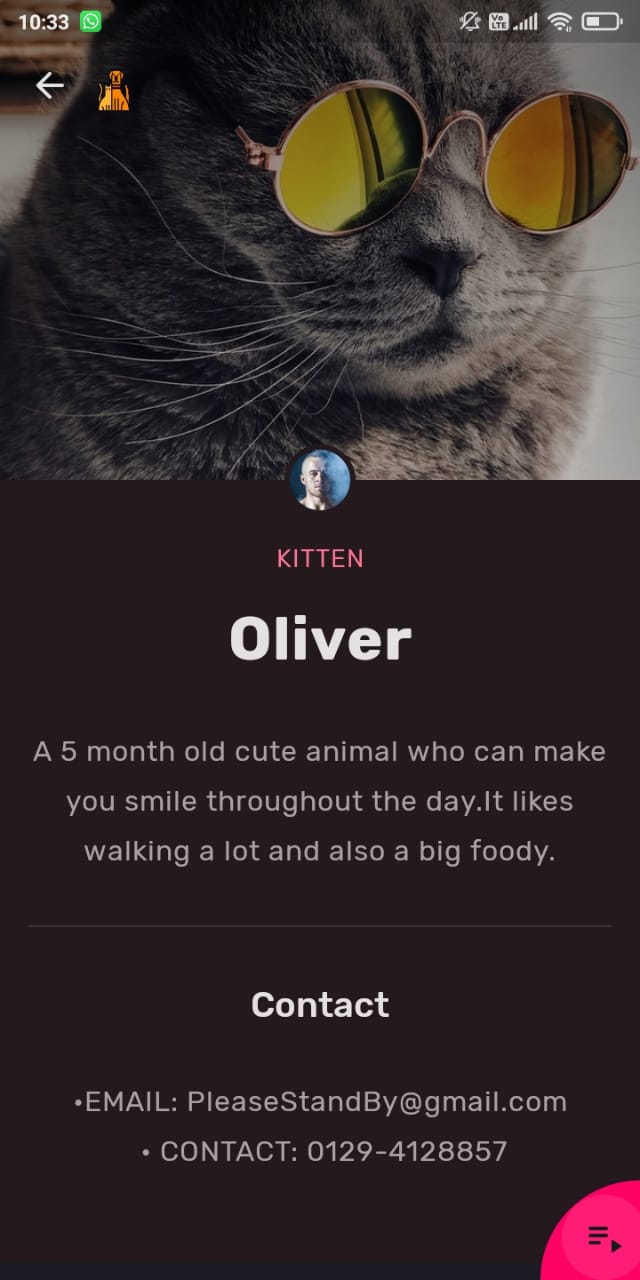 10:33
Vo
LTE
KITTEN
Oliver
A 5 month old cute animal who can make
you smile throughout the day.It likes
walking a lot and also a big foody.
Contact
•EMAIL: PleaseStandBy@gmail.com
• CONTACT: 0129-4128857